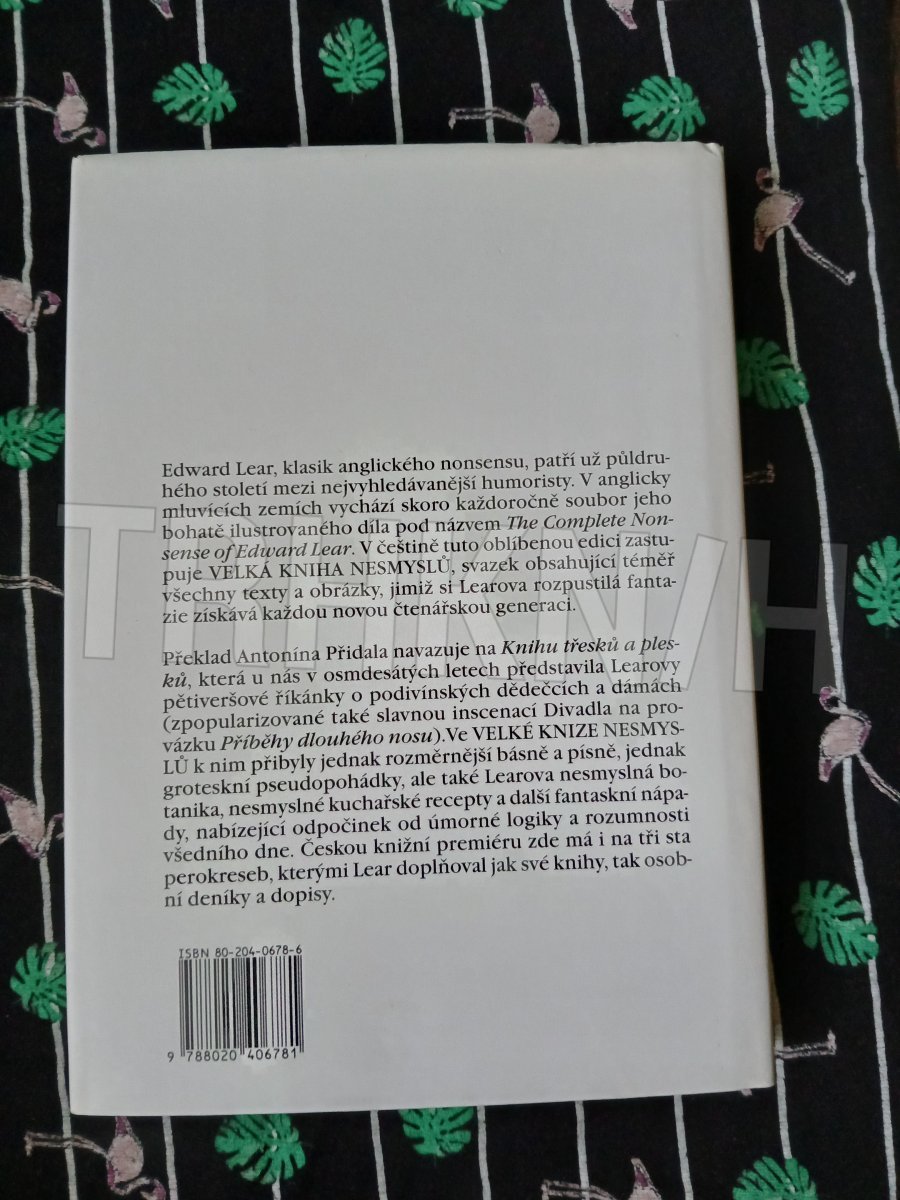 Edward Lear, klasik anglického nonsensu, patří už půldru-
hého století mezi nejvyhledávanější humoristy. V anglicky
mluvících zemích vychází skoro každoročně soubor jeho
bohatě ilustrovaného díla pod názvem The Complete Non-
sense of Edward Lear. V češtině tuto oblíbenou edici zastu-
puje VELKÁ KNIHA NESMYSLŮ, svazek obsahující téměř
všechny texty a obrázky, jimiž si Learova rozpustilá fanta-
zie získává každou novou čtenářskou generaci.
Překlad Antonína Přidala navazuje na Knihu třesků a ples-
ků, která u nás v osmdesátých letech představila Learovy
pětiveršové říkánky o podivínských dědečcích a dámách
(zpopularizované také slavnou inscenací Divadla na pro-
vázku Příběhy dlouhého nosu).Ve VELKÉ KNIZE NESMYS-
LŮ k nim přibyly jednak rozměrnější básně a písně, jednak
groteskní pseudopohádky, ale také Learova nesmyslná bo-
tanika, nesmyslné kuchařské recepty a další fantaskní nápa-
dy, nabízející odpočinek od úmorné logiky a rozumnosti
všedního dne. Českou knižní premiéru zde má i na tři sta
perokreseb, kterými Lear doplňoval jak své knihy, tak osob-
ní deníky a dopisy.
ISBN 80-204-0678-6
9 788020 406781